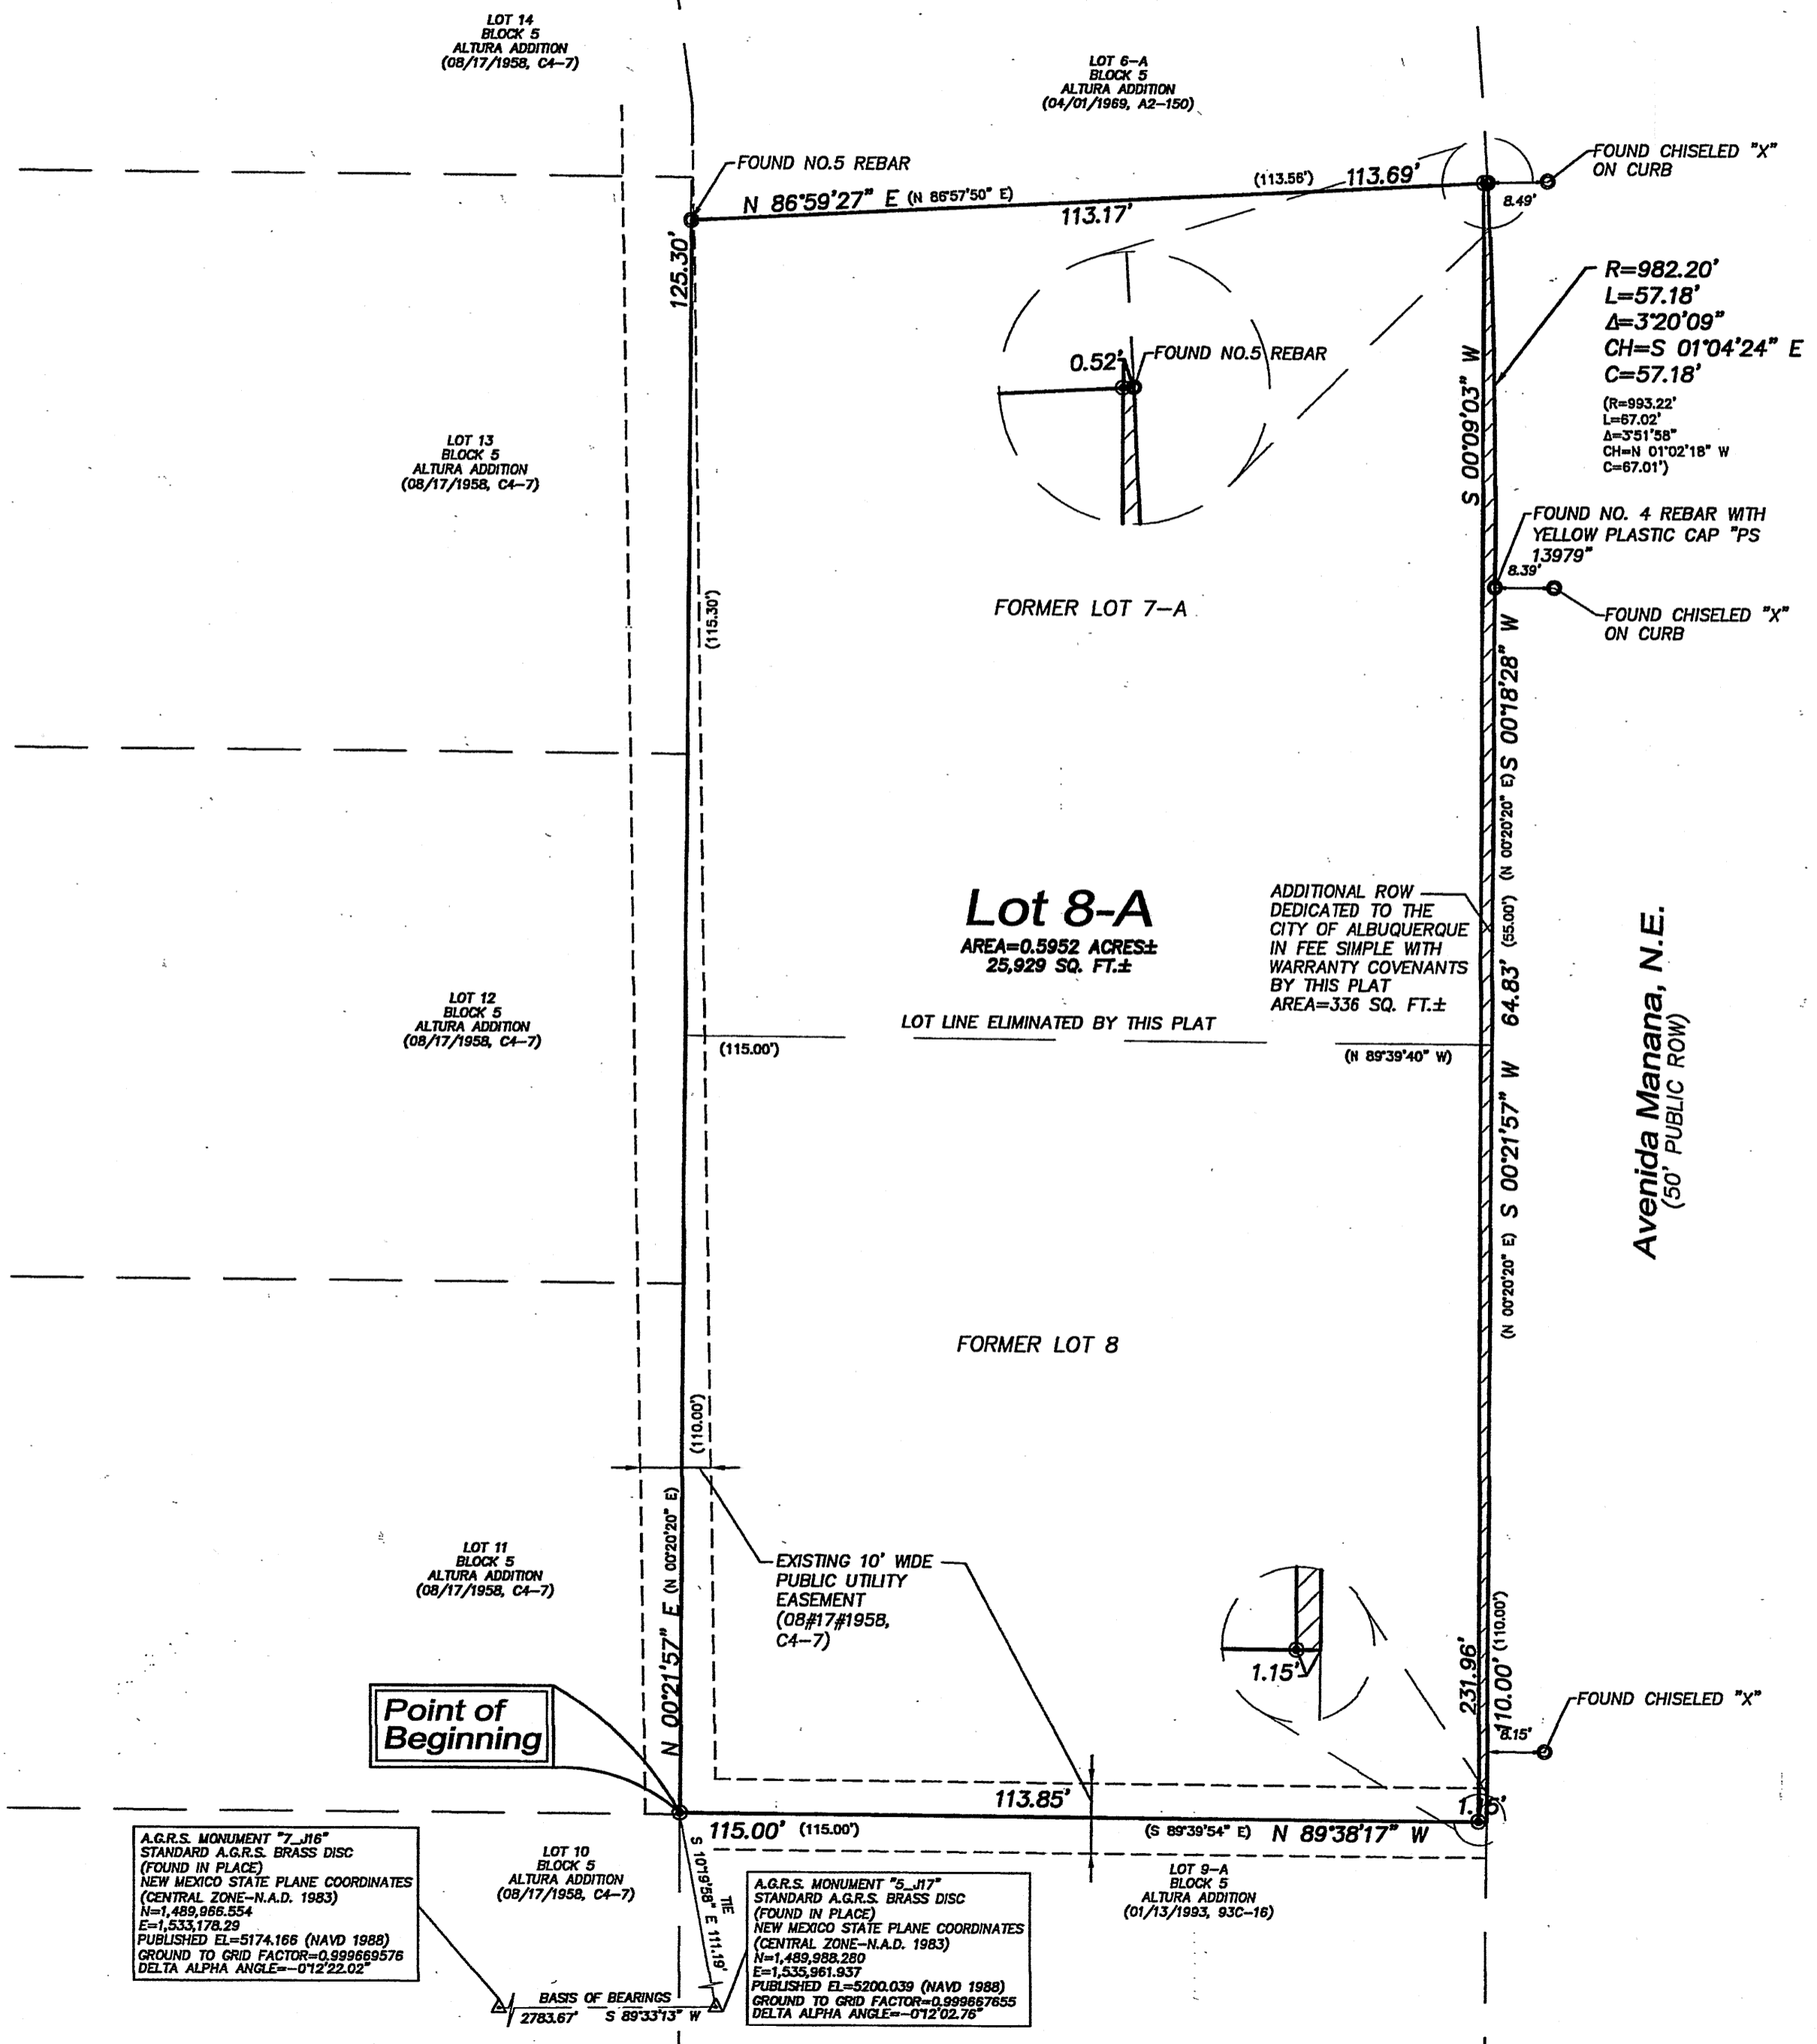 LOT 14
BLOCK 5
ALTURA ADDITION
(08/17/1958, C4-7)
LOT 6-A
BLOCK 5
ALTURA ADDITION
(04/01/1969, A2-150)
FOUND NO.5 REBAR
N 86°59'27" E (N 86°57'50" E)
113.17'
(113.56') 113.69'
FOUND CHISELED "X"
ON CURB
8.49'
125.30'
R=982.20'
L=57.18'
Δ=3°20'09"
CH=S 01°04'24" E
C=57.18'
(R=993.22'
L=67.02'
Δ=3°51'58"
CH=N 01°02'18" W
C=67.01')
0.52'
FOUND NO.5 REBAR
S 00°09'03" W
LOT 13
BLOCK 5
ALTURA ADDITION
(08/17/1958, C4-7)
FOUND NO. 4 REBAR WITH
YELLOW PLASTIC CAP "PS
13979"
8.39'
FOUND CHISELED "X"
ON CURB
(115.30')
FORMER LOT 7-A
(N 00°20'20" E) S 00°18'28" W
64.83' (55.00')
Lot 8-A
AREA=0.5952 ACRES±
25,929 SQ. FT.±
ADDITIONAL ROW
DEDICATED TO THE
CITY OF ALBUQUERQUE
IN FEE SIMPLE WITH
WARRANTY COVENANTS
BY THIS PLAT
AREA=336 SQ. FT.±
Avenida Manana, N.E.
(50' PUBLIC ROW)
LOT 12
BLOCK 5
ALTURA ADDITION
(08/17/1958, C4-7)
LOT LINE ELIMINATED BY THIS PLAT
(115.00')
(N 89°39'40" W)
(N 00°20'20" E) S 00°21'57" W
FORMER LOT 8
(110.00')
N 00°21'57" E (N 00°20'20" E)
LOT 11
BLOCK 5
ALTURA ADDITION
(08/17/1958, C4-7)
EXISTING 10' WIDE
PUBLIC UTILITY
EASEMENT
(08#17#1958,
C4-7)
1.15'
231.96'
110.00' (110.00')
FOUND CHISELED "X"
8.15'
Point of
Beginning
113.85'
115.00' (115.00')
(S 89°39'54" E) N 89°38'17" W
A.G.R.S. MONUMENT "7_J16"
STANDARD A.G.R.S. BRASS DISC
(FOUND IN PLACE)
NEW MEXICO STATE PLANE COORDINATES
(CENTRAL ZONE-N.A.D. 1983)
N=1,489,966.554
E=1,533,178.29
PUBLISHED EL=5174.166 (NAVD 1988)
GROUND TO GRID FACTOR=0.999669576
DELTA ALPHA ANGLE=-0°12'22.02"
LOT 10
BLOCK 5
ALTURA ADDITION
(08/17/1958, C4-7)
TIE
S 10°19'58" E 111.19'
A.G.R.S. MONUMENT "5_J17"
STANDARD A.G.R.S. BRASS DISC
(FOUND IN PLACE)
NEW MEXICO STATE PLANE COORDINATES
(CENTRAL ZONE-N.A.D. 1983)
N=1,489,988.280
E=1,535,961.937
PUBLISHED EL=5200.039 (NAVD 1988)
GROUND TO GRID FACTOR=0.999667655
DELTA ALPHA ANGLE=-0°12'02.76"
LOT 9-A
BLOCK 5
ALTURA ADDITION
(01/13/1993, 93C-16)
BASIS OF BEARINGS
2783.67' S 89°33'13" W